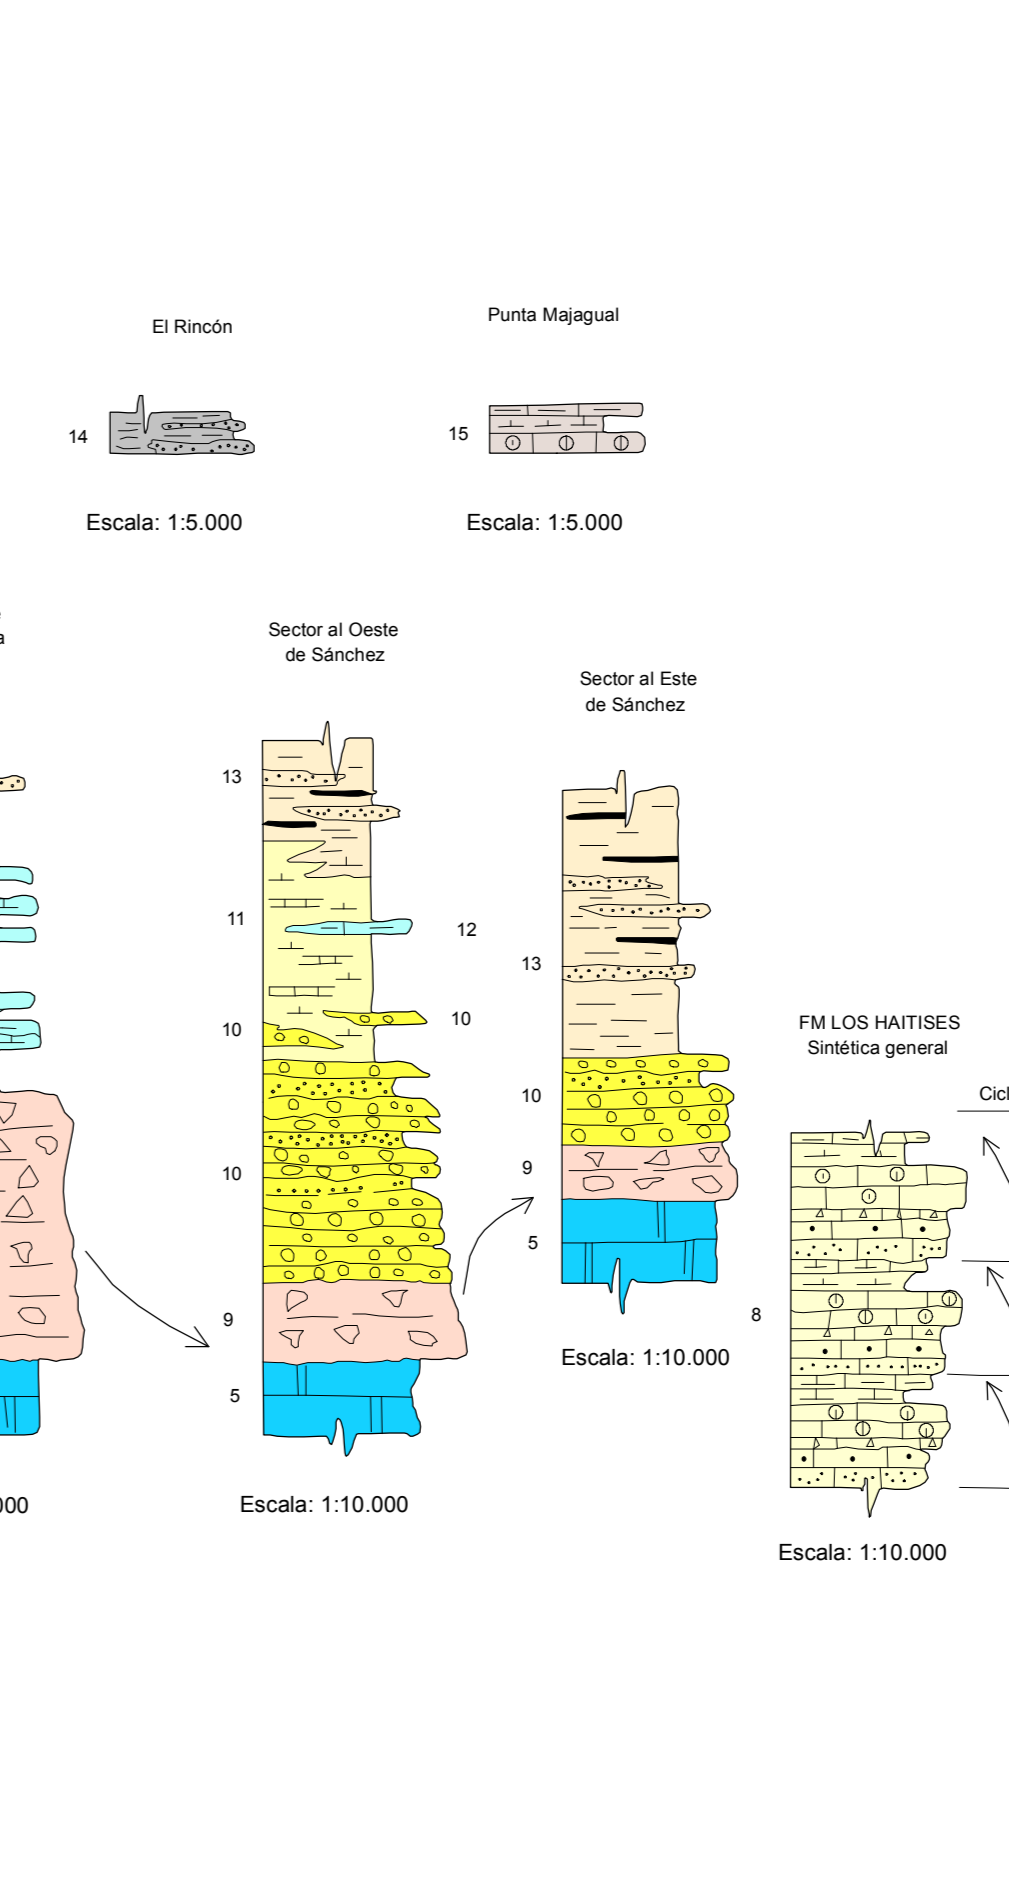 El Rincón
Punta Majagual
14
15
Escala: 1:5.000
Escala: 1:5.000
a
Sector al Oeste
de Sánchez
Sector al Este
de Sánchez
13
11
12
13
10
10
FM LOS HAITISES
Sintética general
10
Cicl
10
9
9
5
8
5
Escala: 1:10.000
000
Escala: 1:10.000
Escala: 1:10.000